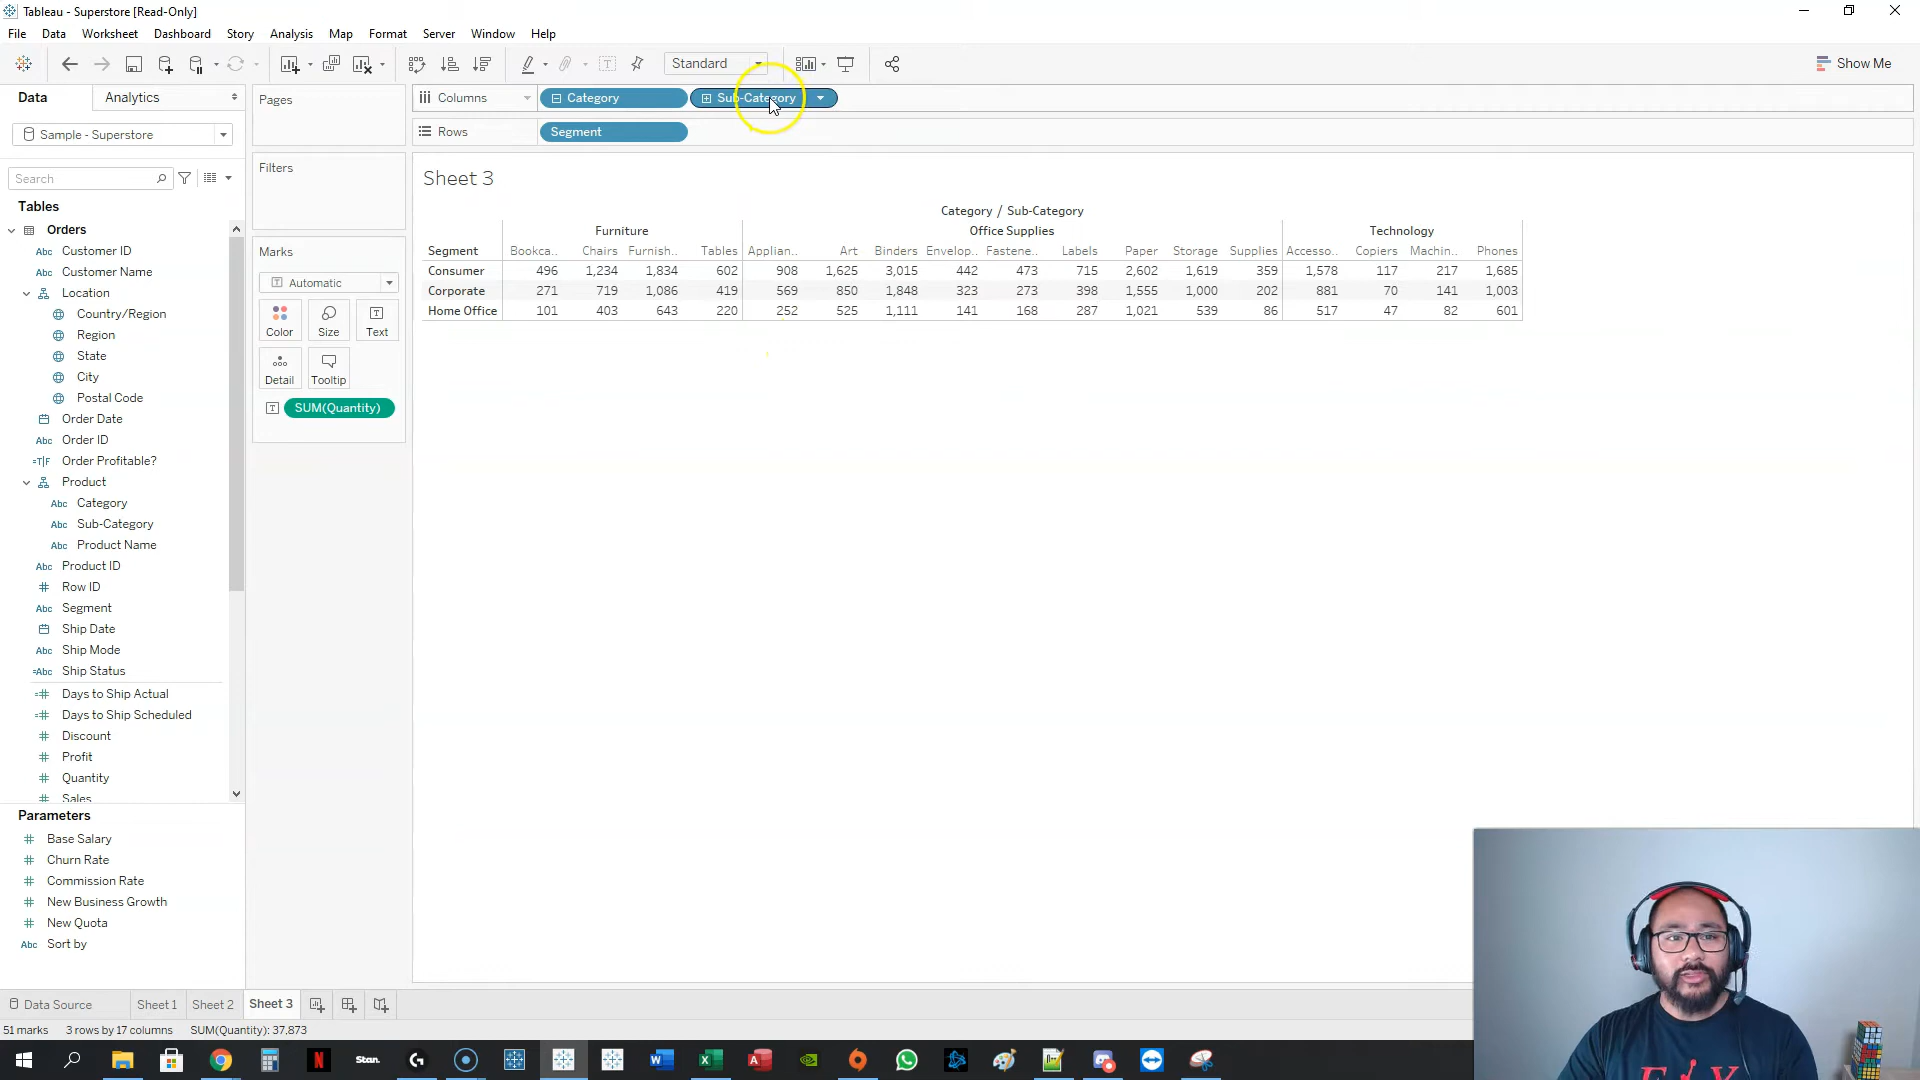 Tableau - Superstore [Read-Only]
File Data Worksheet Dashboard Story Analysis Map Format Server Window Help
Standard
Show Me
Data Analytics
Pages
Columns Category Sub-Category
Rows Segment
Sample - Superstore
Search
Filters
Sheet 3
Tables
Orders
Customer ID
Customer Name
Location
Country/Region
Region
State
City
Postal Code
Order Date
Order ID
Order Profitable?
Product
Category
Sub-Category
Product Name
Product ID
Row ID
Segment
Ship Date
Ship Mode
Ship Status
Days to Ship Actual
Days to Ship Scheduled
Discount
Profit
Quantity
Sales
Parameters
Base Salary
Churn Rate
Commission Rate
New Business Growth
New Quota
Sort by
Marks
Automatic
Color Size Text
Detail Tooltip
SUM(Quantity)
Category / Sub-Category
Furniture Office Supplies Technology
Segment Bookca.. Chairs Furnish.. Tables Applian.. Art Binders Envelop.. Fastene.. Labels Paper Storage Supplies Accesso.. Copiers Machin.. Phones
Consumer 496 1,234 1,834 602 908 1,625 3,015 442 473 715 2,602 1,619 359 1,578 117 217 1,685
Corporate 271 719 1,086 419 569 850 1,848 323 273 398 1,555 1,000 202 881 70 141 1,003
Home Office 101 403 643 220 252 525 1,111 141 168 287 1,021 539 86 517 47 82 601
Data Source Sheet 1 Sheet 2 Sheet 3
51 marks 3 rows by 17 columns SUM(Quantity): 37,873
Stan.